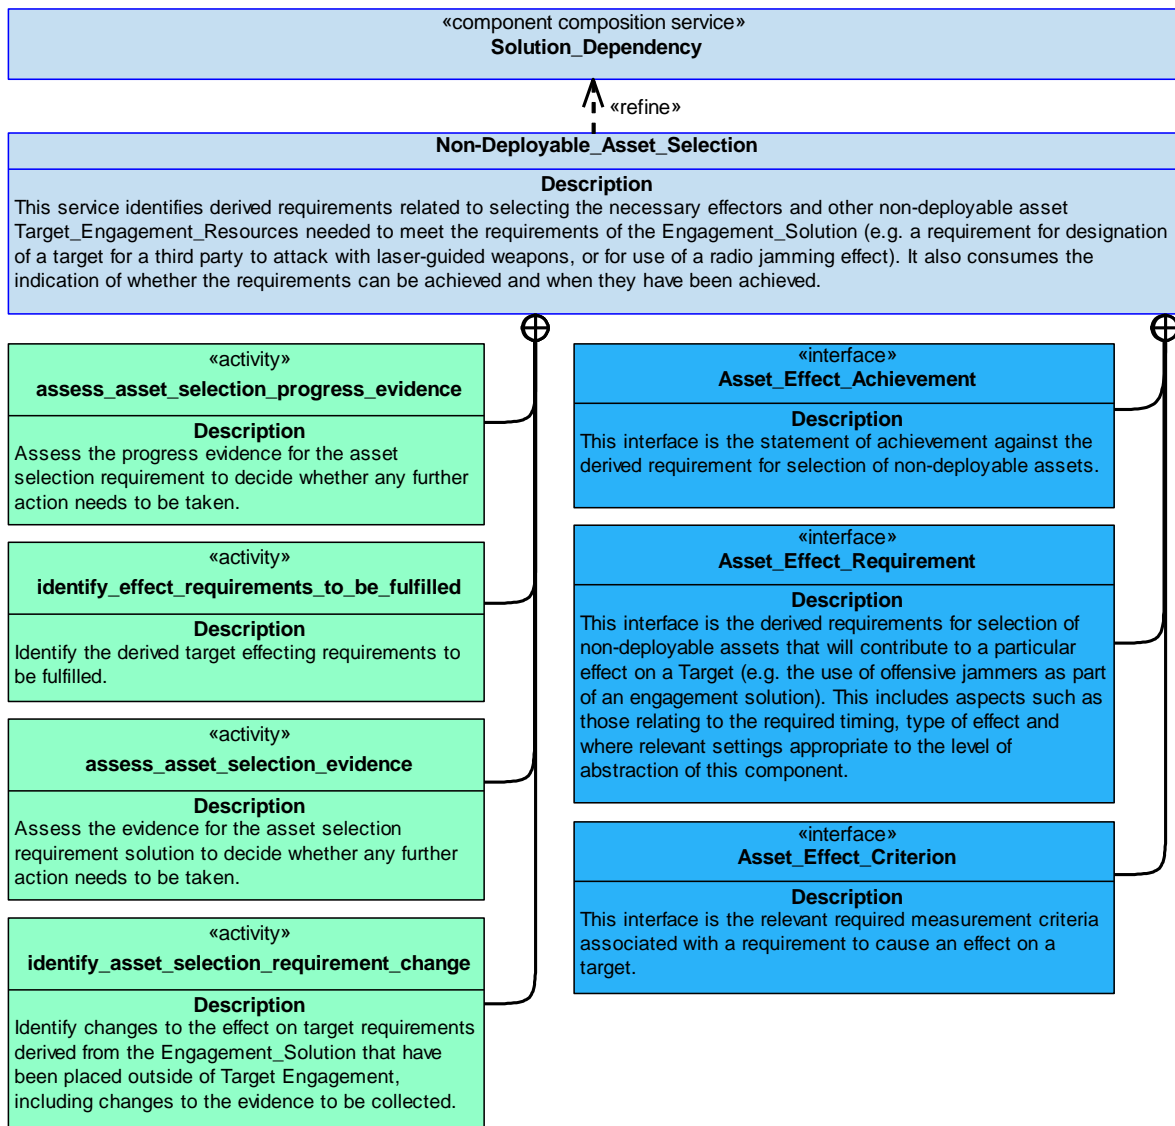 «component composition service»
Solution_Dependency
«refine»
Non-Deployable_Asset_Selection
Description
This service identifies derived requirements related to selecting the necessary effectors and other non-deployable asset
Target_Engagement_Resources needed to meet the requirements of the Engagement_Solution (e.g. a requirement for designation
of a target for a third party to attack with laser-guided weapons, or for use of a radio jamming effect). It also consumes the
indication of whether the requirements can be achieved and when they have been achieved.
«activity»
assess_asset_selection_progress_evidence
Description
Assess the progress evidence for the asset
selection requirement to decide whether any further
action needs to be taken.
«activity»
identify_effect_requirements_to_be_fulfilled
Description
Identify the derived target effecting requirements to
be fulfilled.
«activity»
assess_asset_selection_evidence
Description
Assess the evidence for the asset selection
requirement solution to decide whether any further
action needs to be taken.
«activity»
identify_asset_selection_requirement_change
Description
Identify changes to the effect on target requirements
derived from the Engagement_Solution that have
been placed outside of Target Engagement,
including changes to the evidence to be collected.
«interface»
Asset_Effect_Achievement
Description
This interface is the statement of achievement against the
derived requirement for selection of non-deployable assets.
«interface»
Asset_Effect_Requirement
Description
This interface is the derived requirements for selection of
non-deployable assets that will contribute to a particular
effect on a Target (e.g. the use of offensive jammers as part
of an engagement solution). This includes aspects such as
those relating to the required timing, type of effect and
where relevant settings appropriate to the level of
abstraction of this component.
«interface»
Asset_Effect_Criterion
Description
This interface is the relevant required measurement criteria
associated with a requirement to cause an effect on a
target.